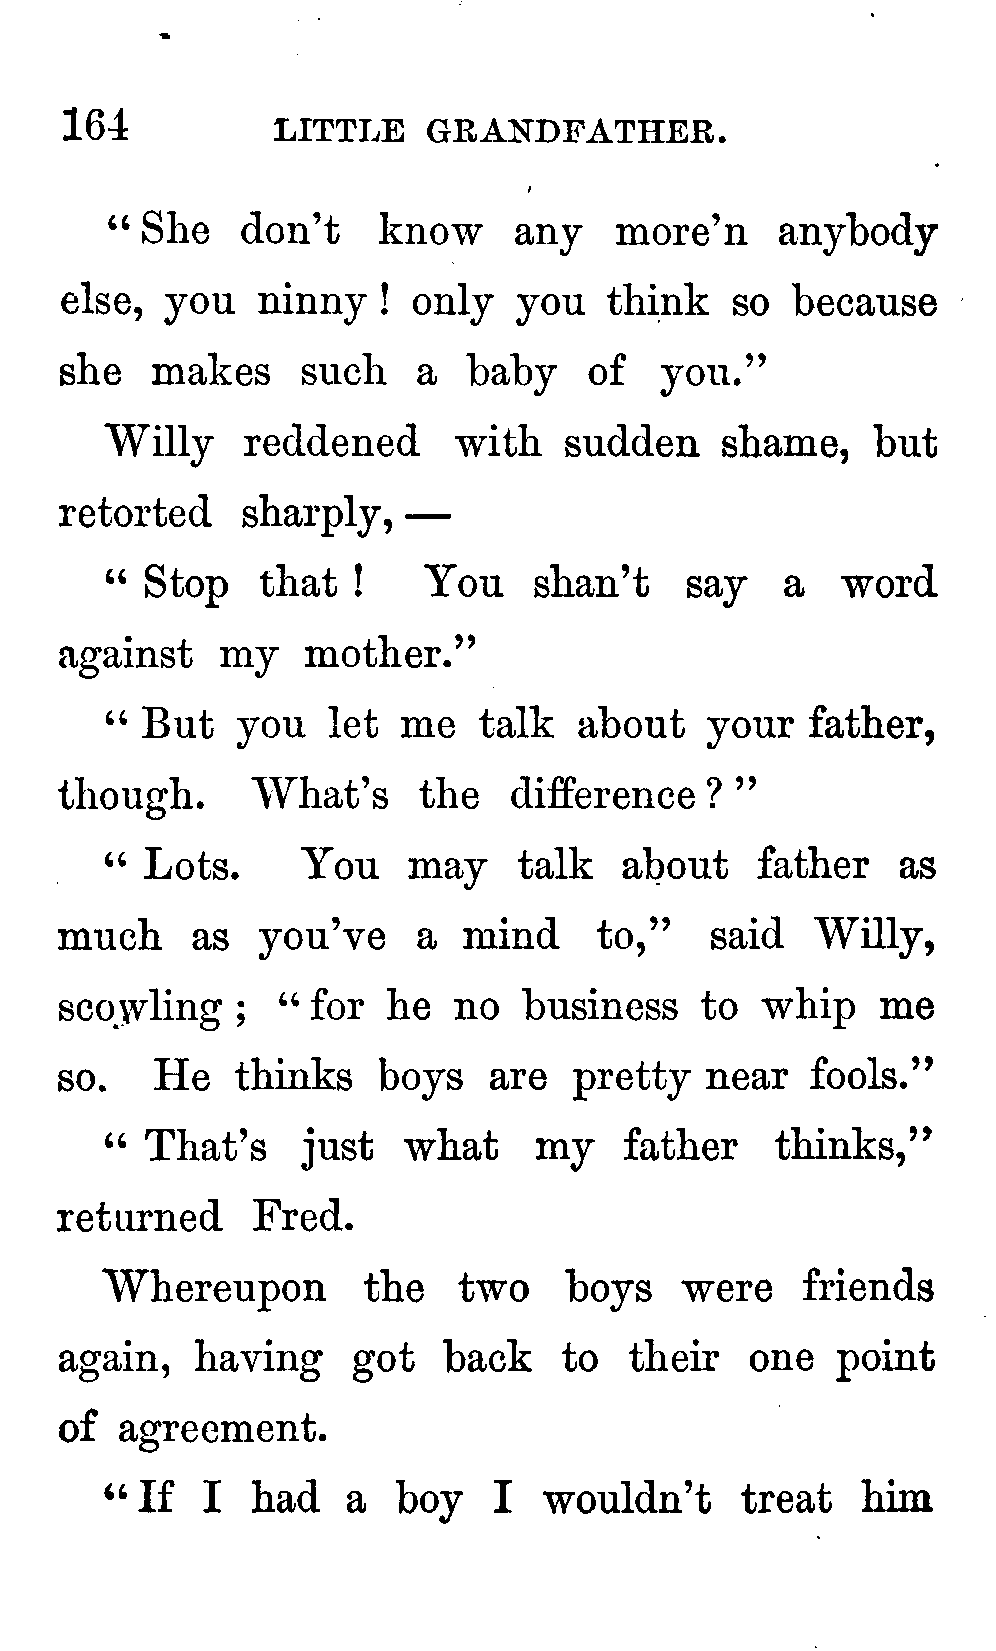 164 LITTLE GRANDFATHER.
“ She don’t know any more’n anybody
else, you ninny ! only you think so because
she makes such a baby of you.”
Willy reddened with sudden shame, but
retorted sharply, —
“ Stop that ! You shan’t say a word
against my mother.”
“ But you let me talk about your father,
though. What’s the difference ? ”
“ Lots. You may talk about father as
much as you’ve a mind to,” said Willy,
scowling ; “ for he no business to whip me
so. He thinks boys are pretty near fools.”
“ That’s just what my father thinks,”
returned Fred.
Whereupon the two boys were friends
again, having got back to their one point
of agreement.
“ If I had a boy I wouldn’t treat him